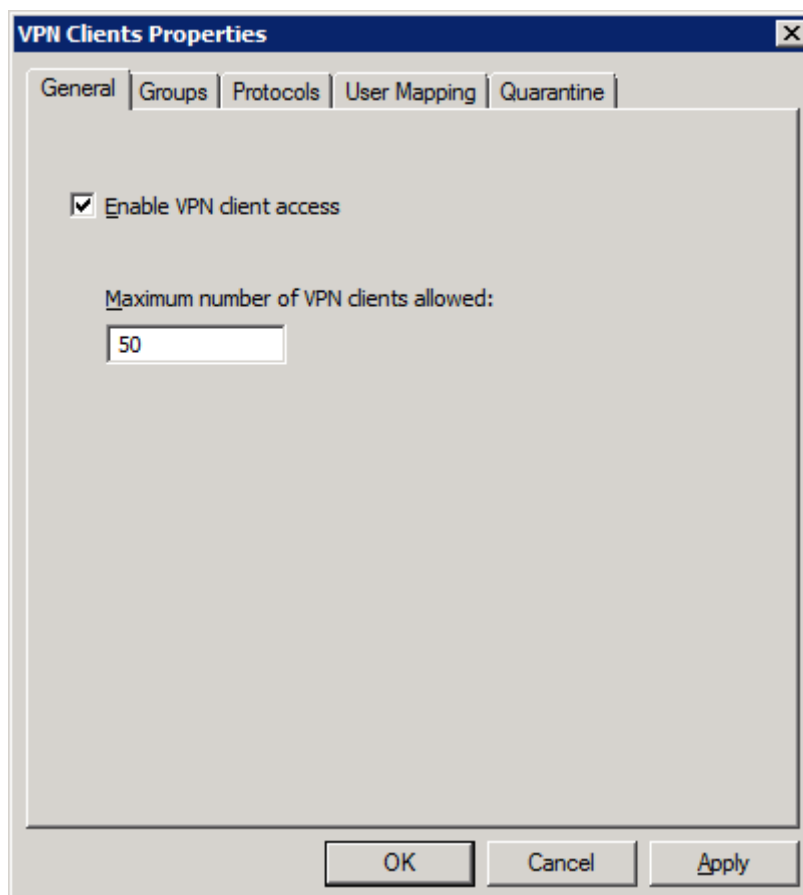 VPN Clients Properties
General Groups Protocols User Mapping Quarantine
Enable VPN client access
Maximum number of VPN clients allowed:
50
OK Cancel Apply